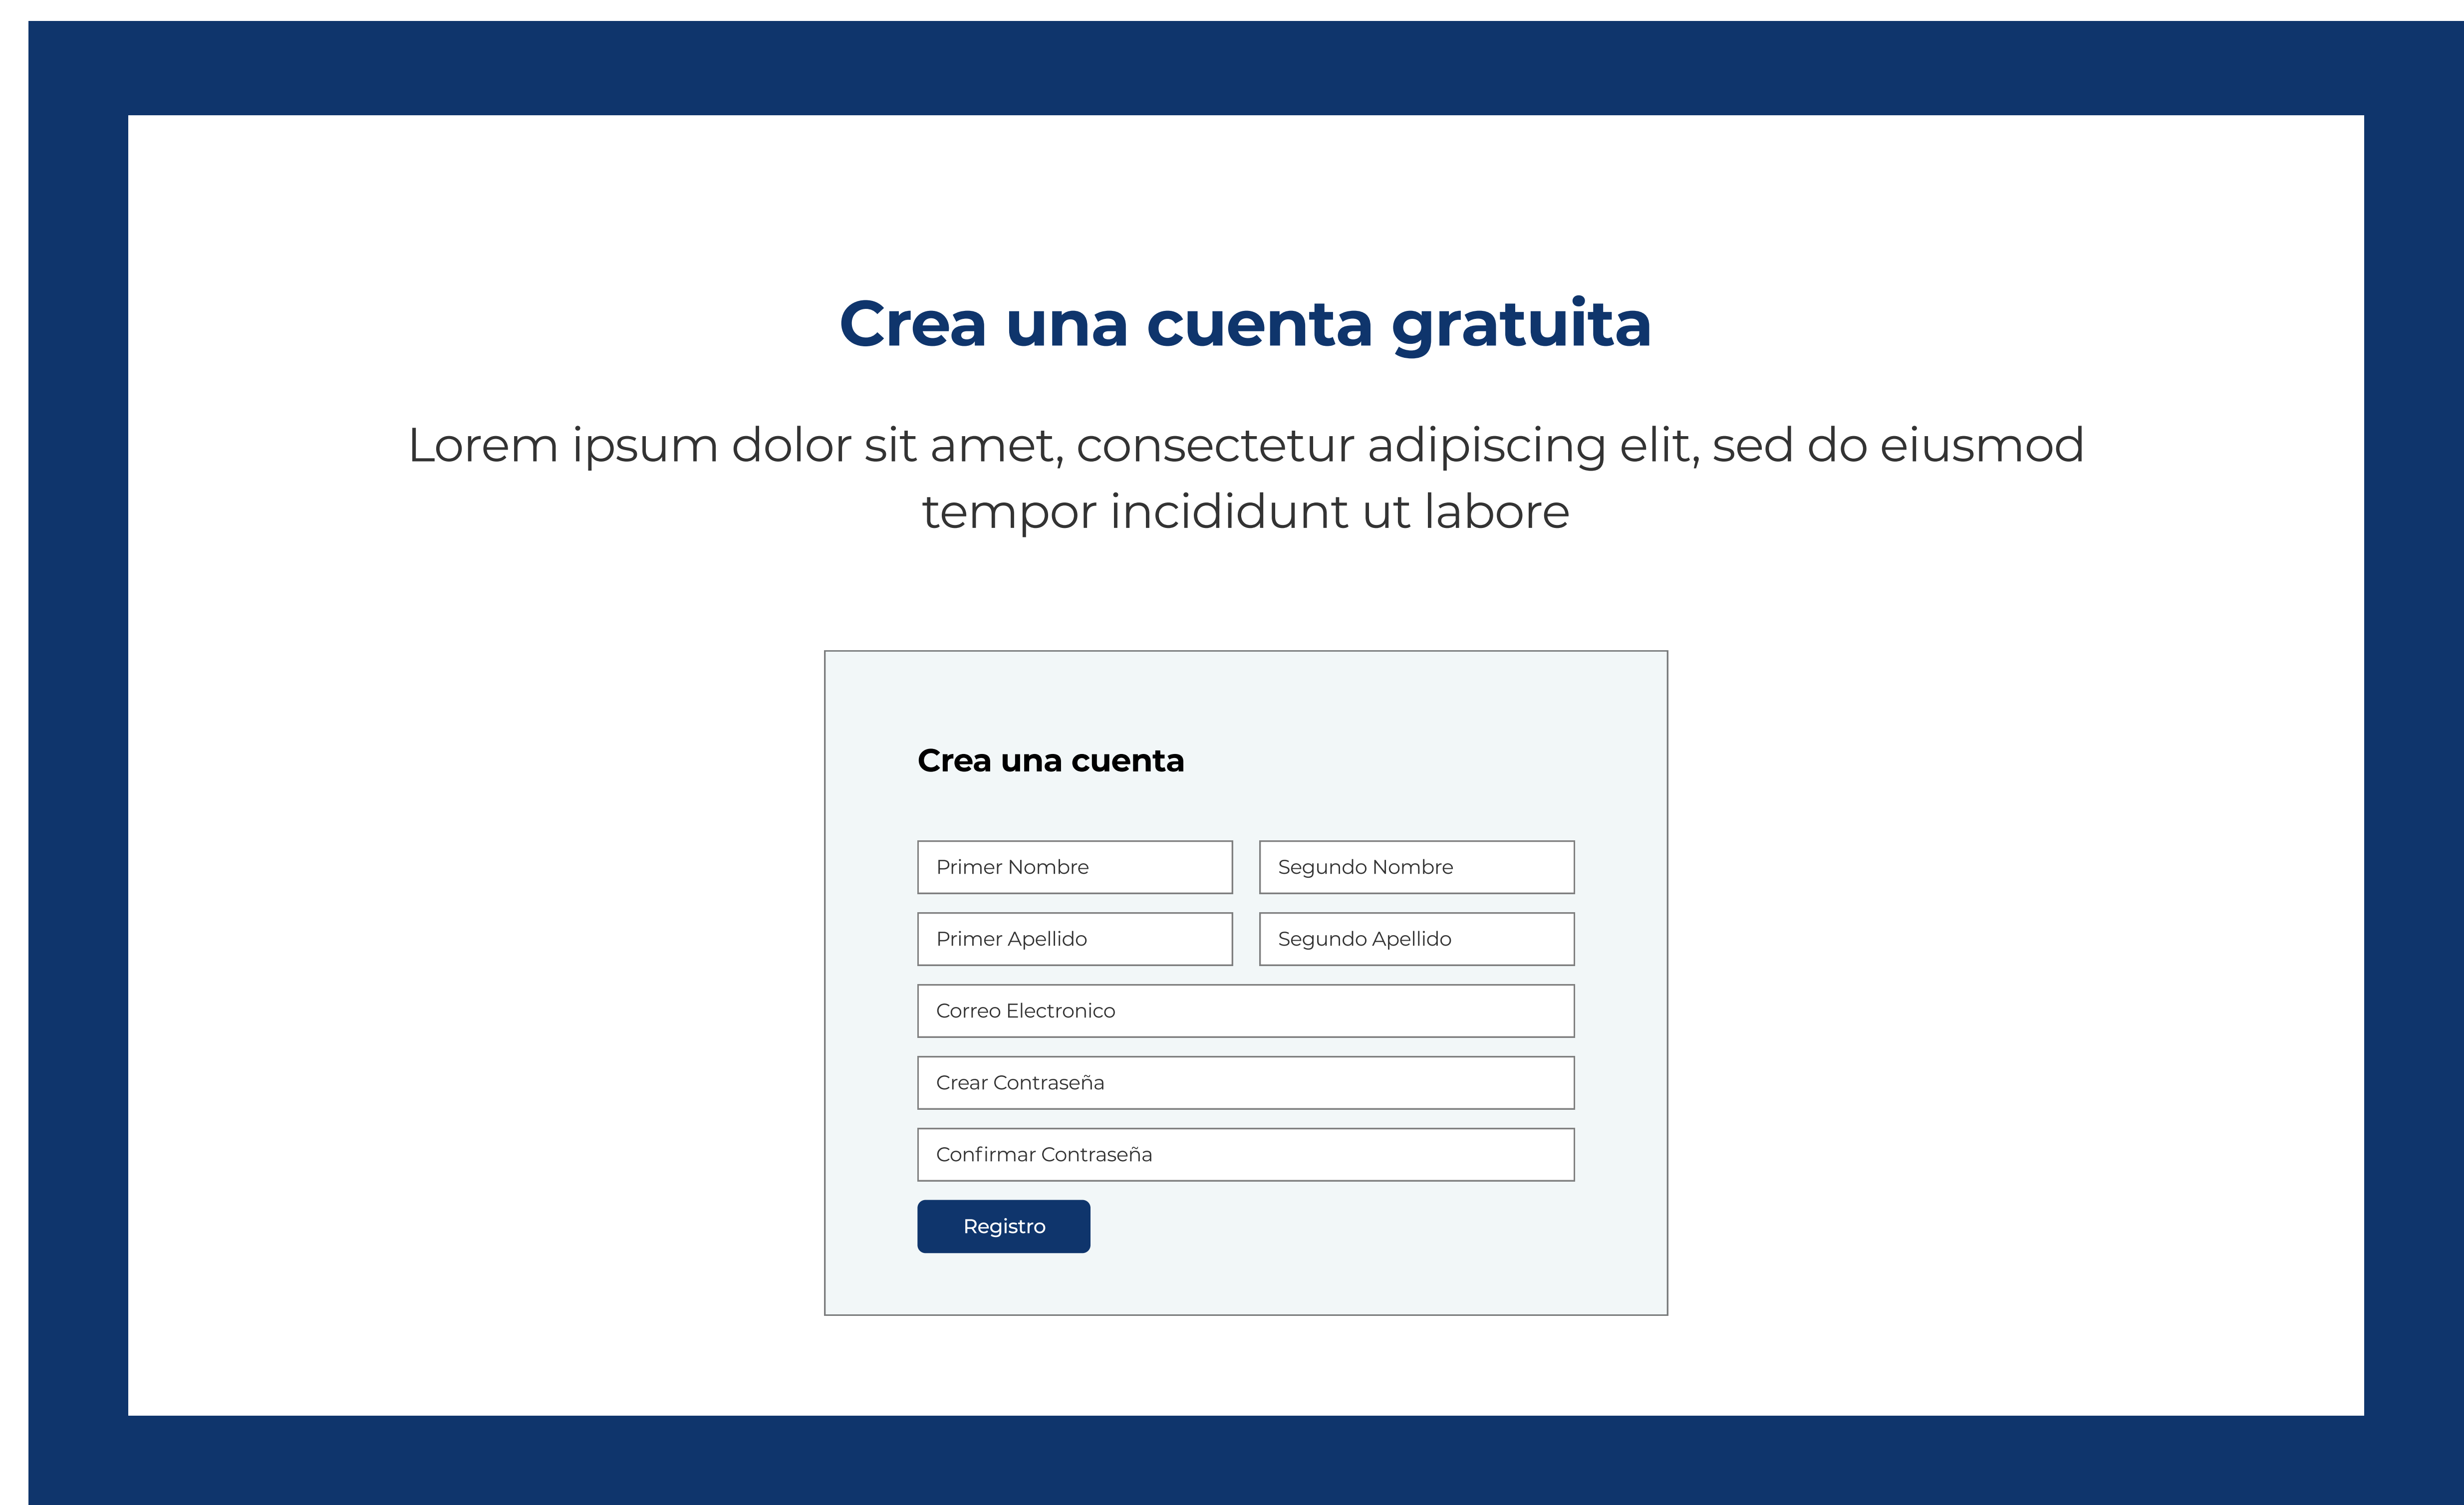 Crea una cuenta gratuita
Lorem ipsum dolor sit amet, consectetur adipiscing elit, sed do eiusmod
tempor incididunt ut labore
Crea una cuenta
Primer Nombre
Segundo Nombre
Primer Apellido
Segundo Apellido
Correo Electronico
Crear Contraseña
Confirmar Contraseña
Registro